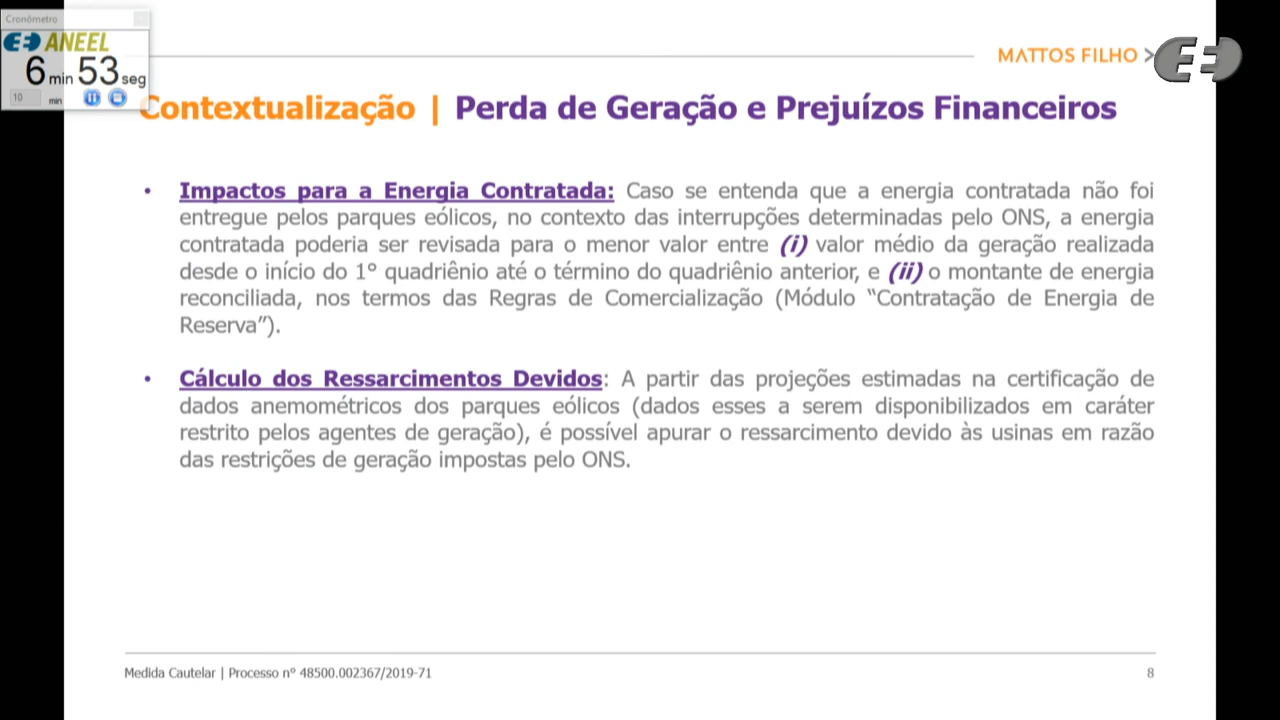 Cronômetro
ANEEL
6 min 53 seg
10 min
MATTOS FILHO >
Contextualização | Perda de Geração e Prejuízos Financeiros
• Impactos para a Energia Contratada: Caso se entenda que a energia contratada não foi
entregue pelos parques eólicos, no contexto das interrupções determinadas pelo ONS, a energia
contratada poderia ser revisada para o menor valor entre (i) valor médio da geração realizada
desde o início do 1° quadriênio até o término do quadriênio anterior, e (ii) o montante de energia
reconciliada, nos termos das Regras de Comercialização (Módulo “Contratação de Energia de
Reserva”).
• Cálculo dos Ressarcimentos Devidos: A partir das projeções estimadas na certificação de
dados anemométricos dos parques eólicos (dados esses a serem disponibilizados em caráter
restrito pelos agentes de geração), é possível apurar o ressarcimento devido às usinas em razão
das restrições de geração impostas pelo ONS.
Medida Cautelar | Processo nº 48500.002367/2019-71
8